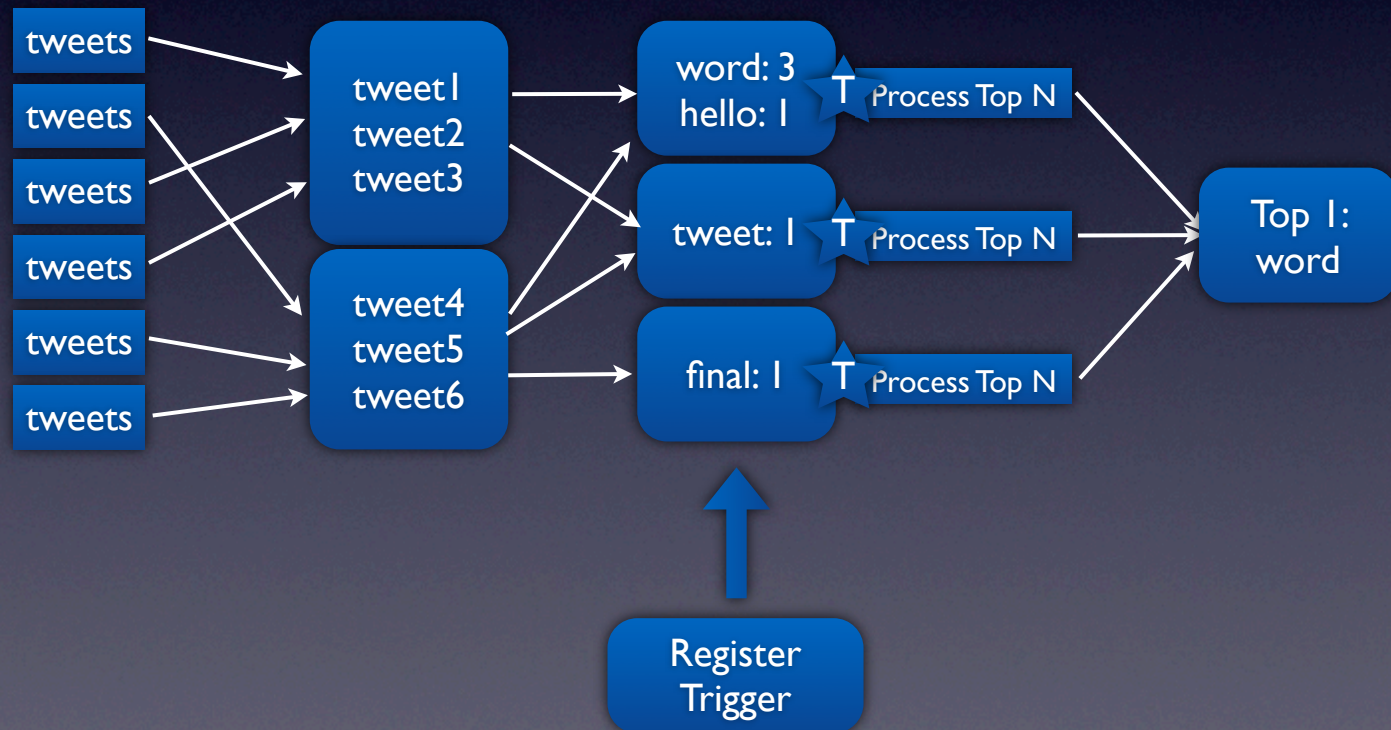 tweets
tweets
tweets
tweets
tweets
tweets
tweet1
tweet2
tweet3
tweet4
tweet5
tweet6
word: 3
hello: 1
T
Process Top N
tweet: 1
T
Process Top N
final: 1
T
Process Top N
Top 1:
word
Register
Trigger